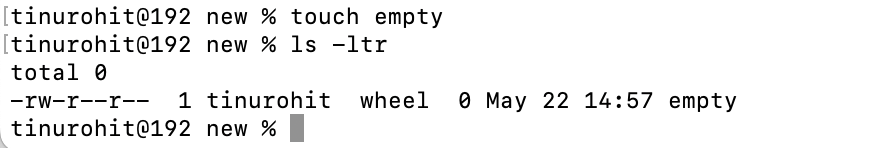 [tinurohit@192 new % touch empty
[tinurohit@192 new % ls -ltr
total 0
-rw-r--r--  1 tinurohit  wheel  0 May 22 14:57 empty
tinurohit@192 new %